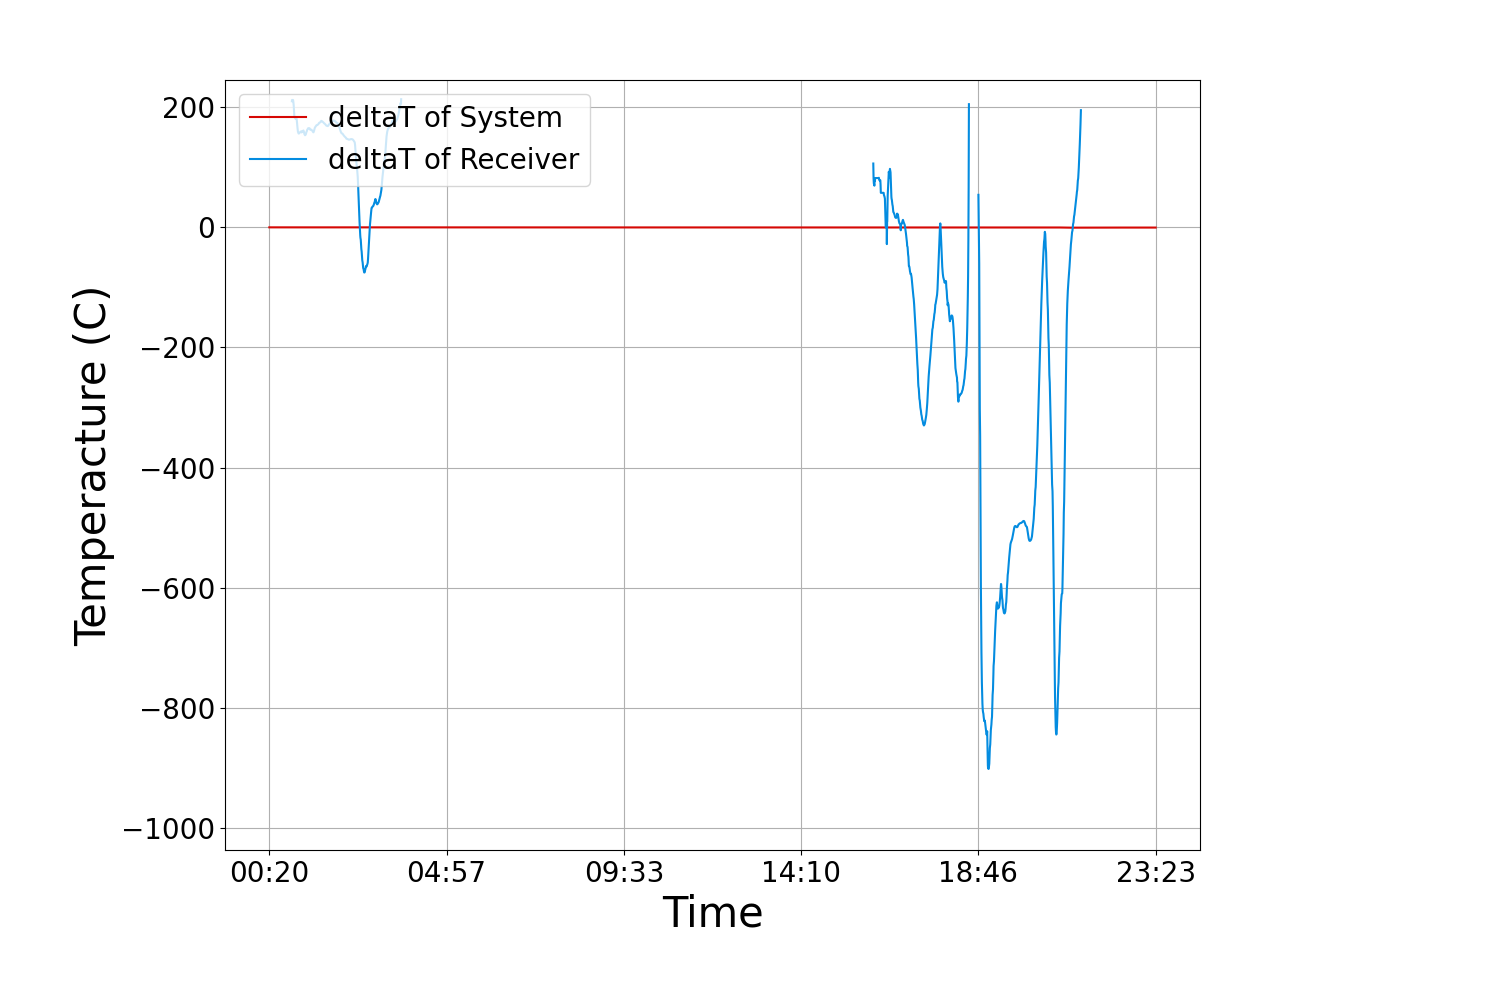 deltaT of System
deltaT of Receiver
200
0
−200
−400
−600
−800
−1000
Temperacture (C)
00:20 04:57 09:33 14:10 18:46 23:23
Time